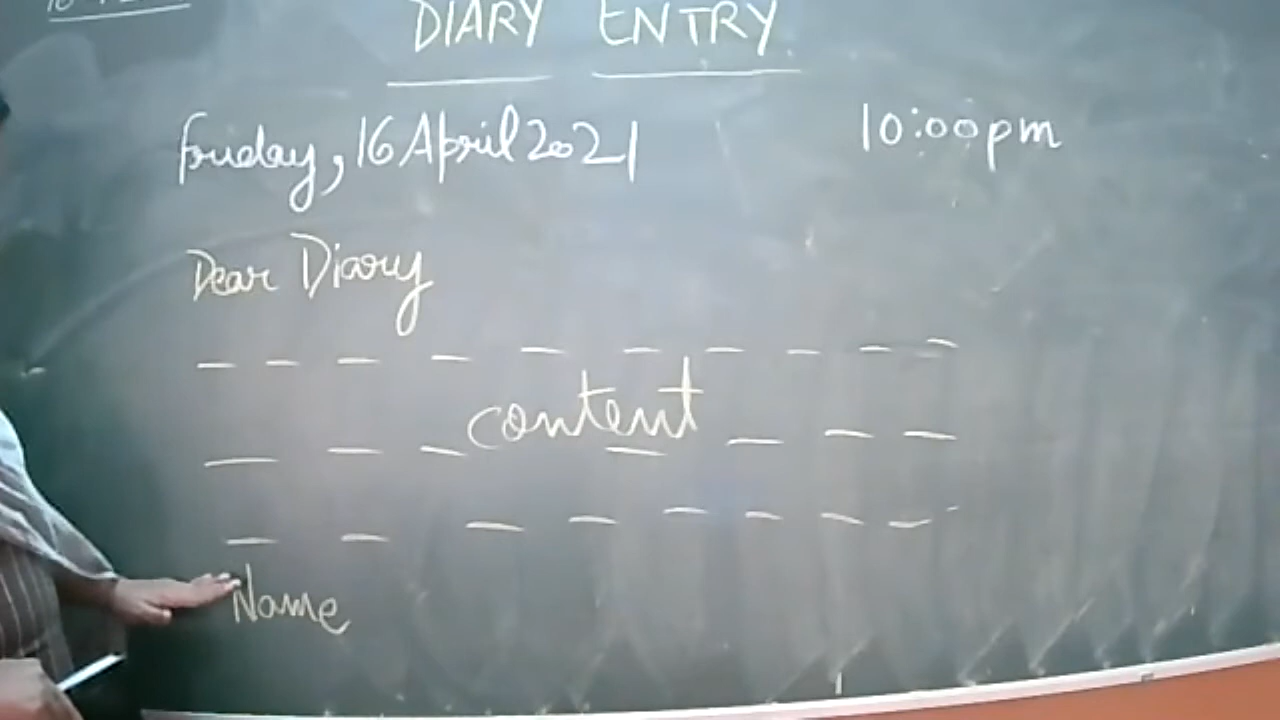 DIARY ENTRY
Friday, 16 April 2021 10:00pm
Dear Diary
content
Name